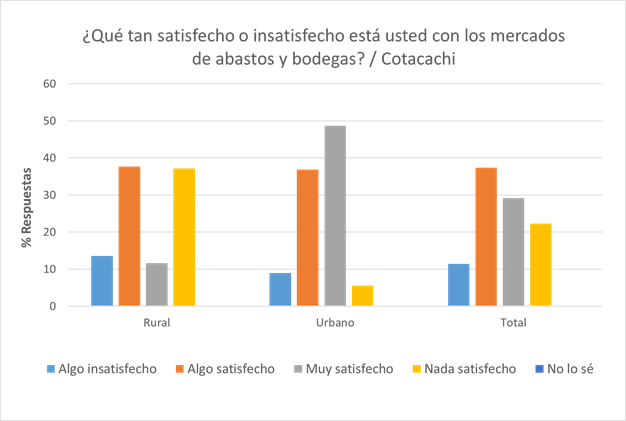 ¿Qué tan satisfecho o insatisfecho está usted con los mercados
de abastos y bodegas? / Cotacachi
60
50
40
30
20
10
0
% Respuestas
Rural
Urbano
Total
Algo insatisfecho
Algo satisfecho
Muy satisfecho
Nada satisfecho
No lo sé